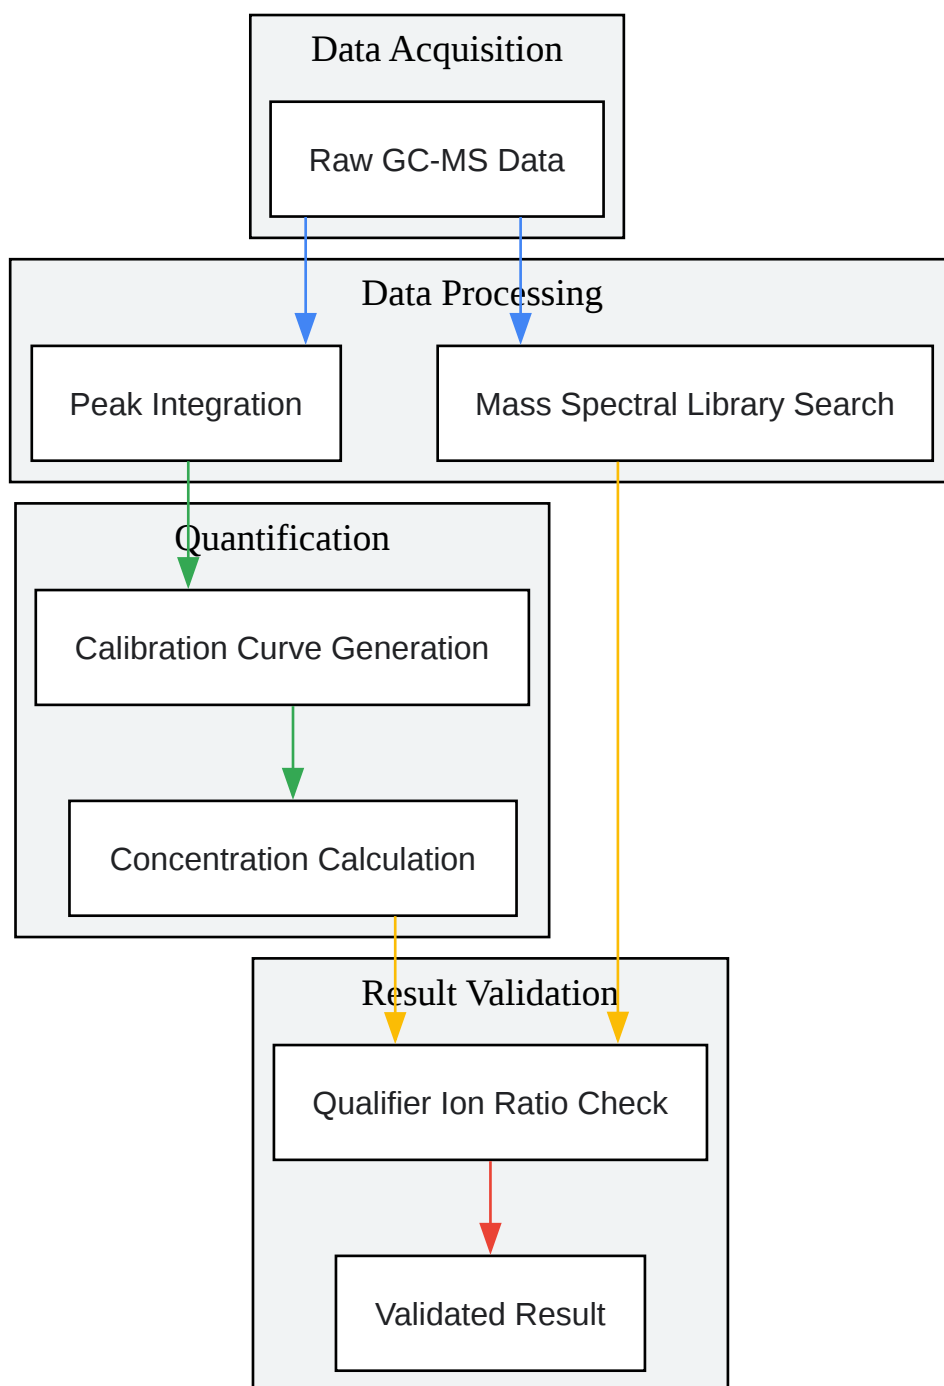 Data Acquisition
Raw GC-MS Data
Data Processing
Peak Integration
Mass Spectral Library Search
Quantification
Calibration Curve Generation
Concentration Calculation
Result Validation
Qualifier Ion Ratio Check
Validated Result